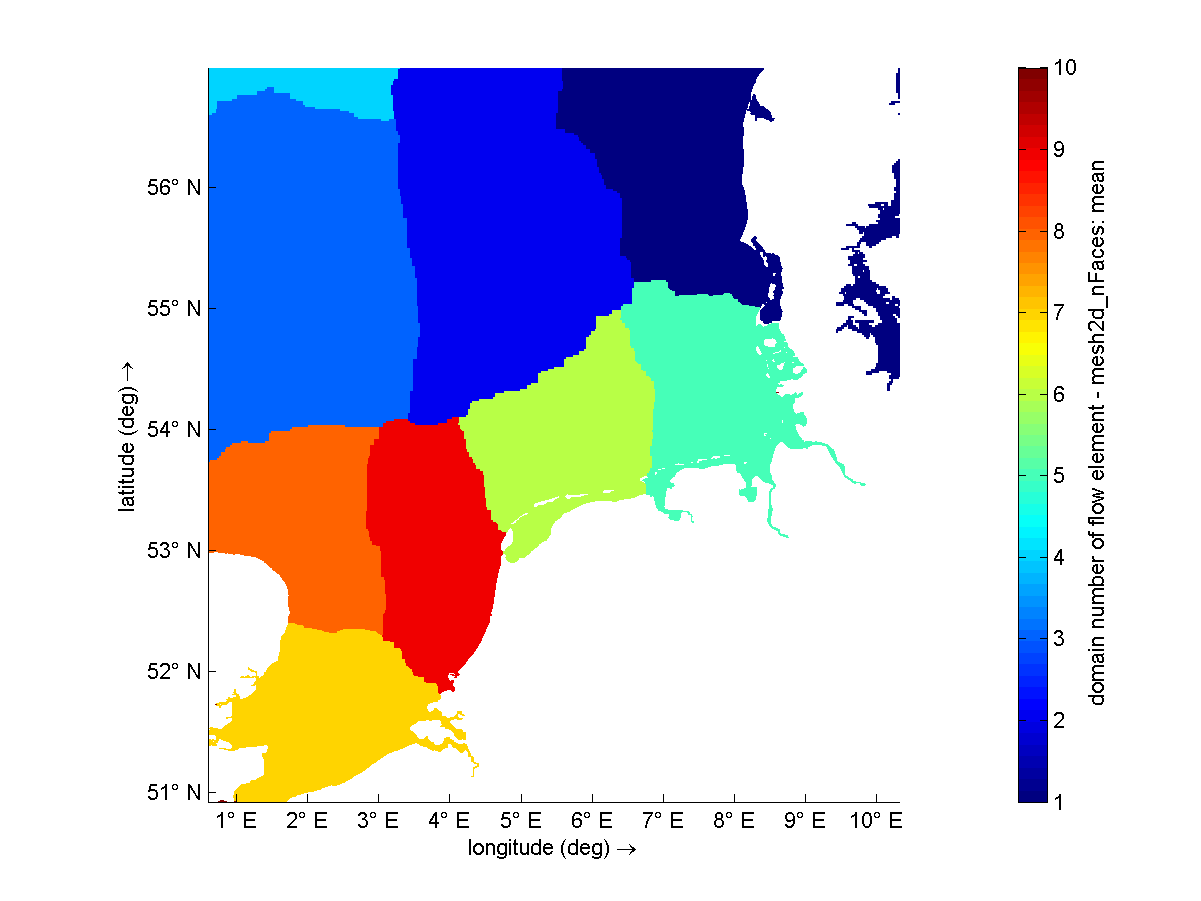 56° N
55° N
54° N
53° N
52° N
51° N
latitude (deg) →
1° E 2° E 3° E 4° E 5° E 6° E 7° E 8° E 9° E 10° E
longitude (deg) →
10
9
8
7
6
5
4
3
2
1
domain number of flow element - mesh2d_nFaces: mean